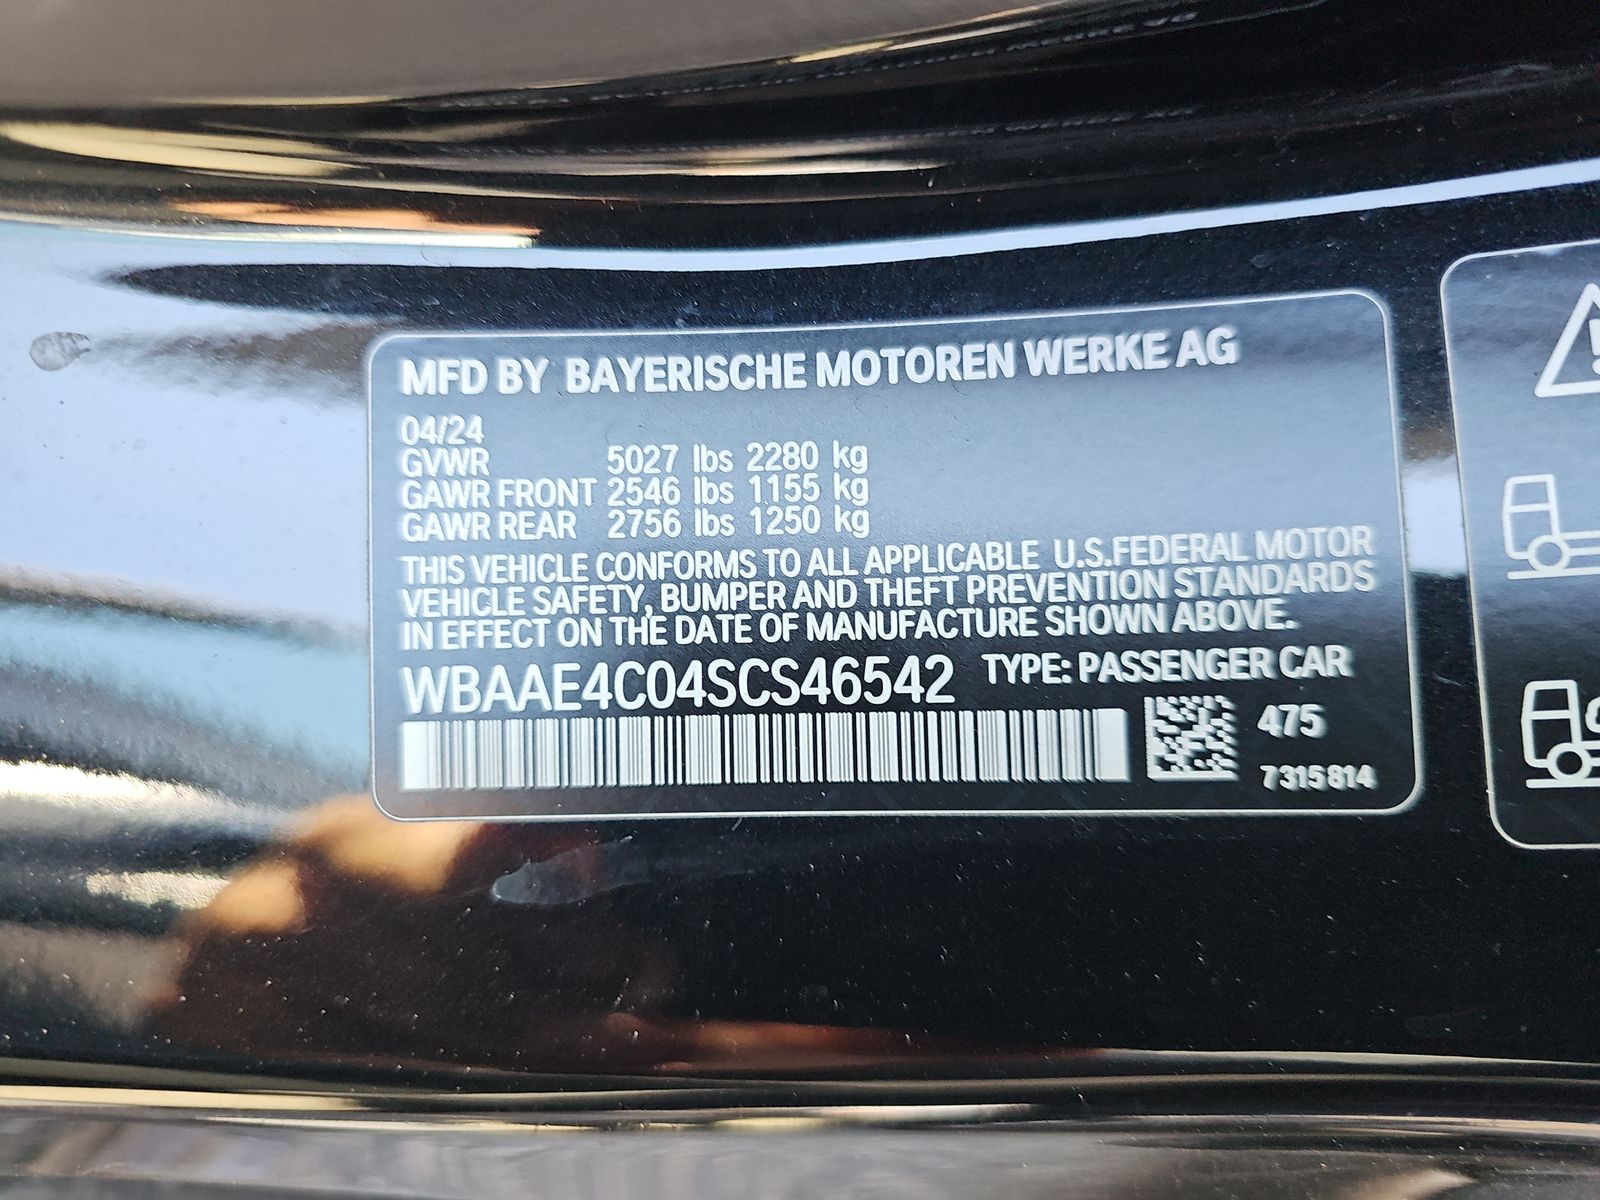 MFD BY BAYERISCHE MOTOREN WERKE AG
04/24
GVWR 5027 lbs 2280 kg
GAWR FRONT 2546 lbs 1155 kg
GAWR REAR 2756 lbs 1250 kg
THIS VEHICLE CONFORMS TO ALL APPLICABLE U.S.FEDERAL MOTOR
VEHICLE SAFETY, BUMPER AND THEFT PREVENTION STANDARDS
IN EFFECT ON THE DATE OF MANUFACTURE SHOWN ABOVE.
WBAAE4C04SCS46542 TYPE: PASSENGER CAR
475
7315814